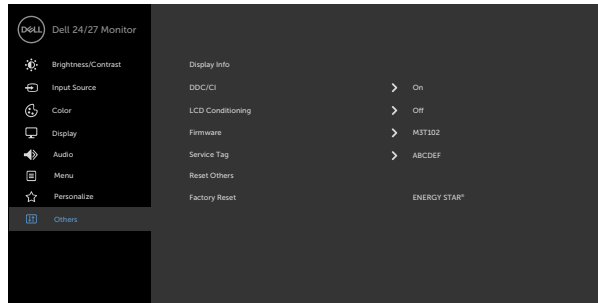 DELL Dell 24/27 Monitor
Brightness/Contrast
Input Source
Color
Display
Audio
Menu
Personalize
Others
Display Info
DDC/CI On
LCD Conditioning Off
Firmware M3T102
Service Tag ABCDEF
Reset Others
Factory Reset ENERGY STAR®